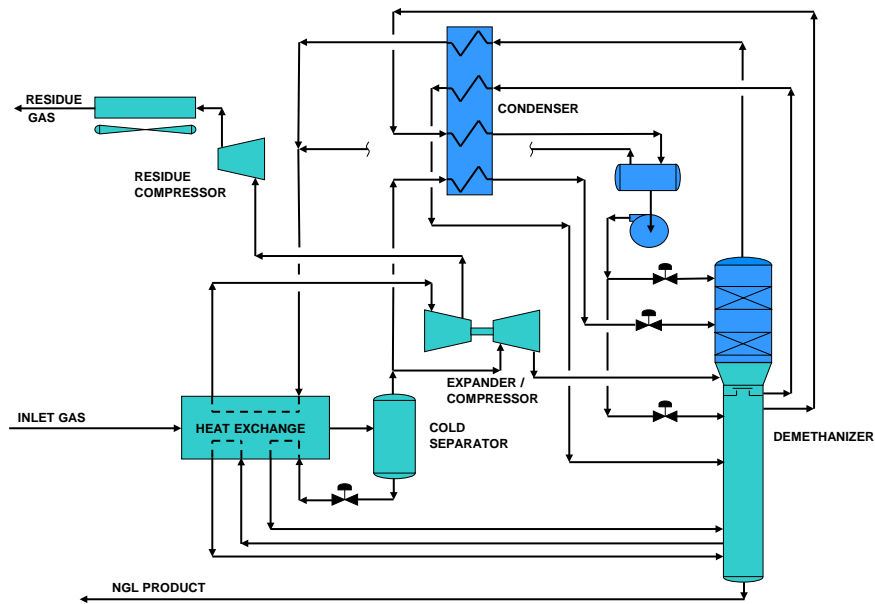 RESIDUE
GAS
CONDENSER
RESIDUE
COMPRESSOR
EXPANDER /
COMPRESSOR
INLET GAS
HEAT EXCHANGE
COLD
SEPARATOR
DEMETHANIZER
NGL PRODUCT